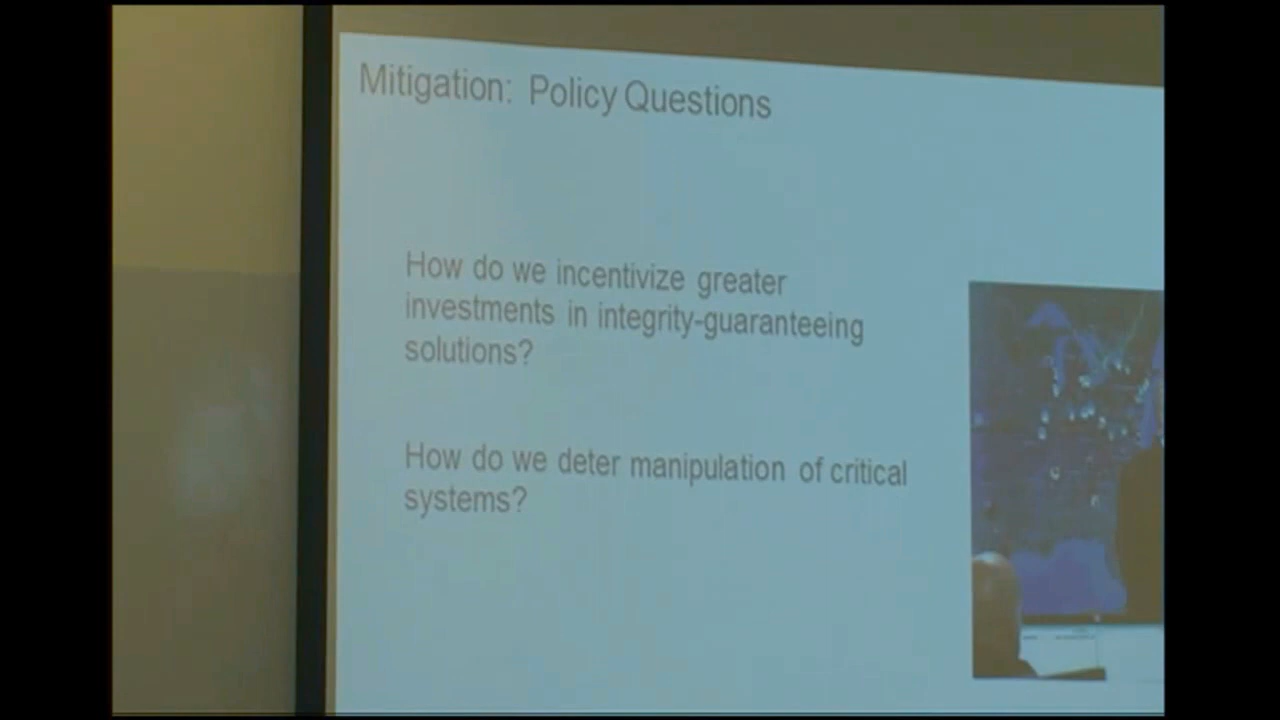 Mitigation: Policy Questions
How do we incentivize greater
investments in integrity-guaranteeing
solutions?
How do we deter manipulation of critical
systems?